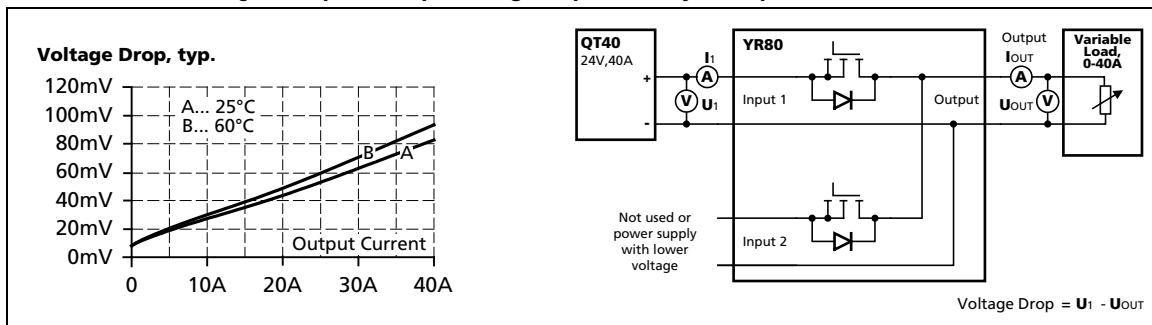 Voltage Drop, typ.
120mV
100mV
80mV
60mV
40mV
20mV
0mV
A... 25°C
B... 60°C
B
A
Output Current
0
10A
20A
30A
40A
QT40
24V,40A
+
-
I1
A
V
U1
YR80
Input 1
Output
Input 2
Not used or
power supply
with lower
voltage
Output
IOUT
A
UOUT
V
Variable
Load,
0-40A
Voltage Drop = U1 - UOUT